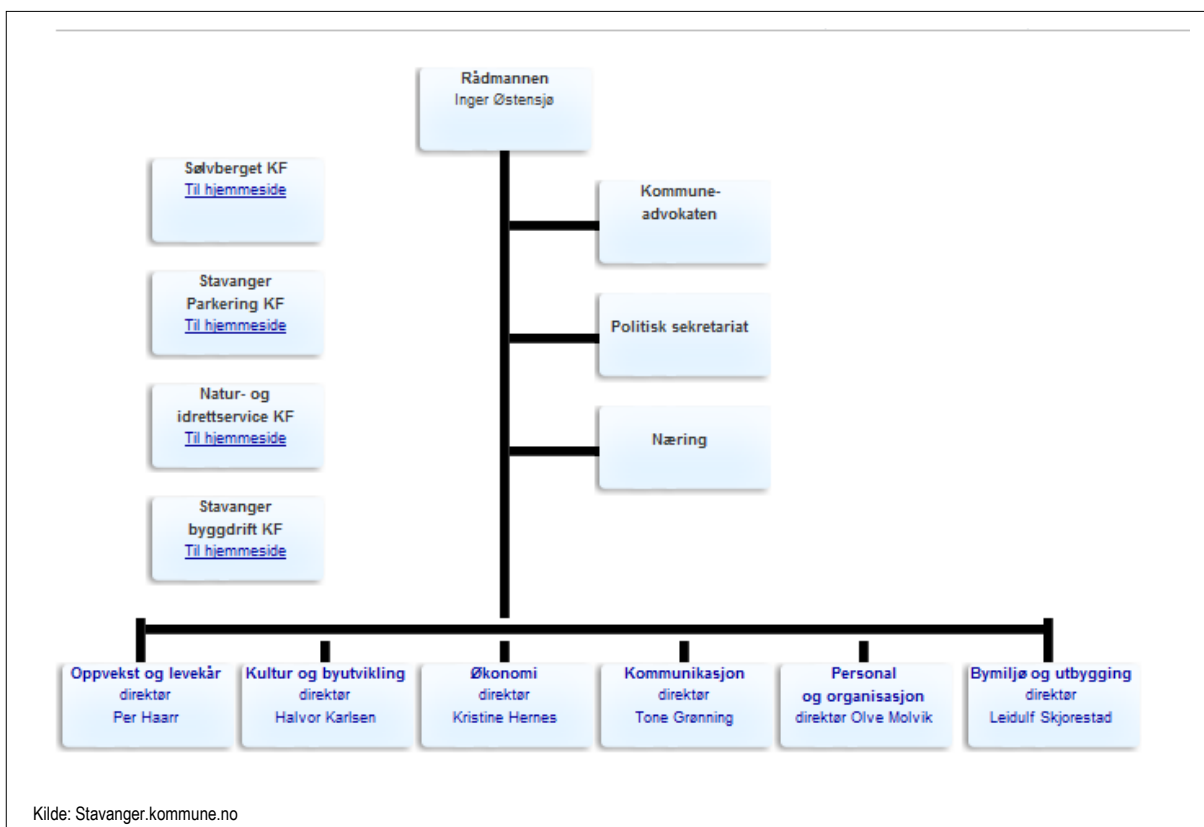 Rådmannen
Inger Østensjø
Sølvberget KF
Til hjemmeside
Kommune-
advokaten
Stavanger
Parkering KF
Til hjemmeside
Politisk sekretariat
Natur- og
idrettservice KF
Til hjemmeside
Næring
Stavanger
byggdrift KF
Til hjemmeside
Oppvekst og levekår
direktør
Per Haarr
Kultur og byutvikling
direktør
Halvor Karlsen
Økonomi
direktør
Kristine Hernes
Kommunikasjon
direktør
Tone Grønning
Personal
og organisasjon
direktør Olve Molvik
Bymiljø og utbygging
direktør
Leidulf Skjorestad
Kilde: Stavanger.kommune.no